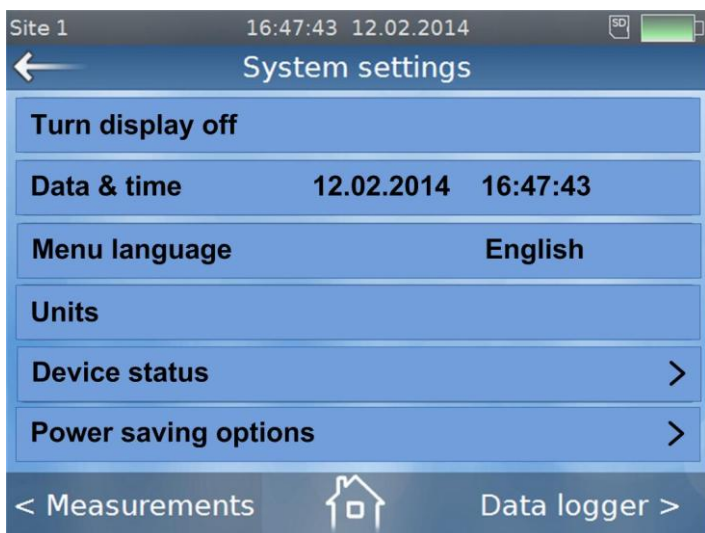 Site 1 16:47:43 12.02.2014 SD
System settings
Turn display off
Data & time 12.02.2014 16:47:43
Menu language English
Units
Device status >
Power saving options >
< Measurements Data logger >